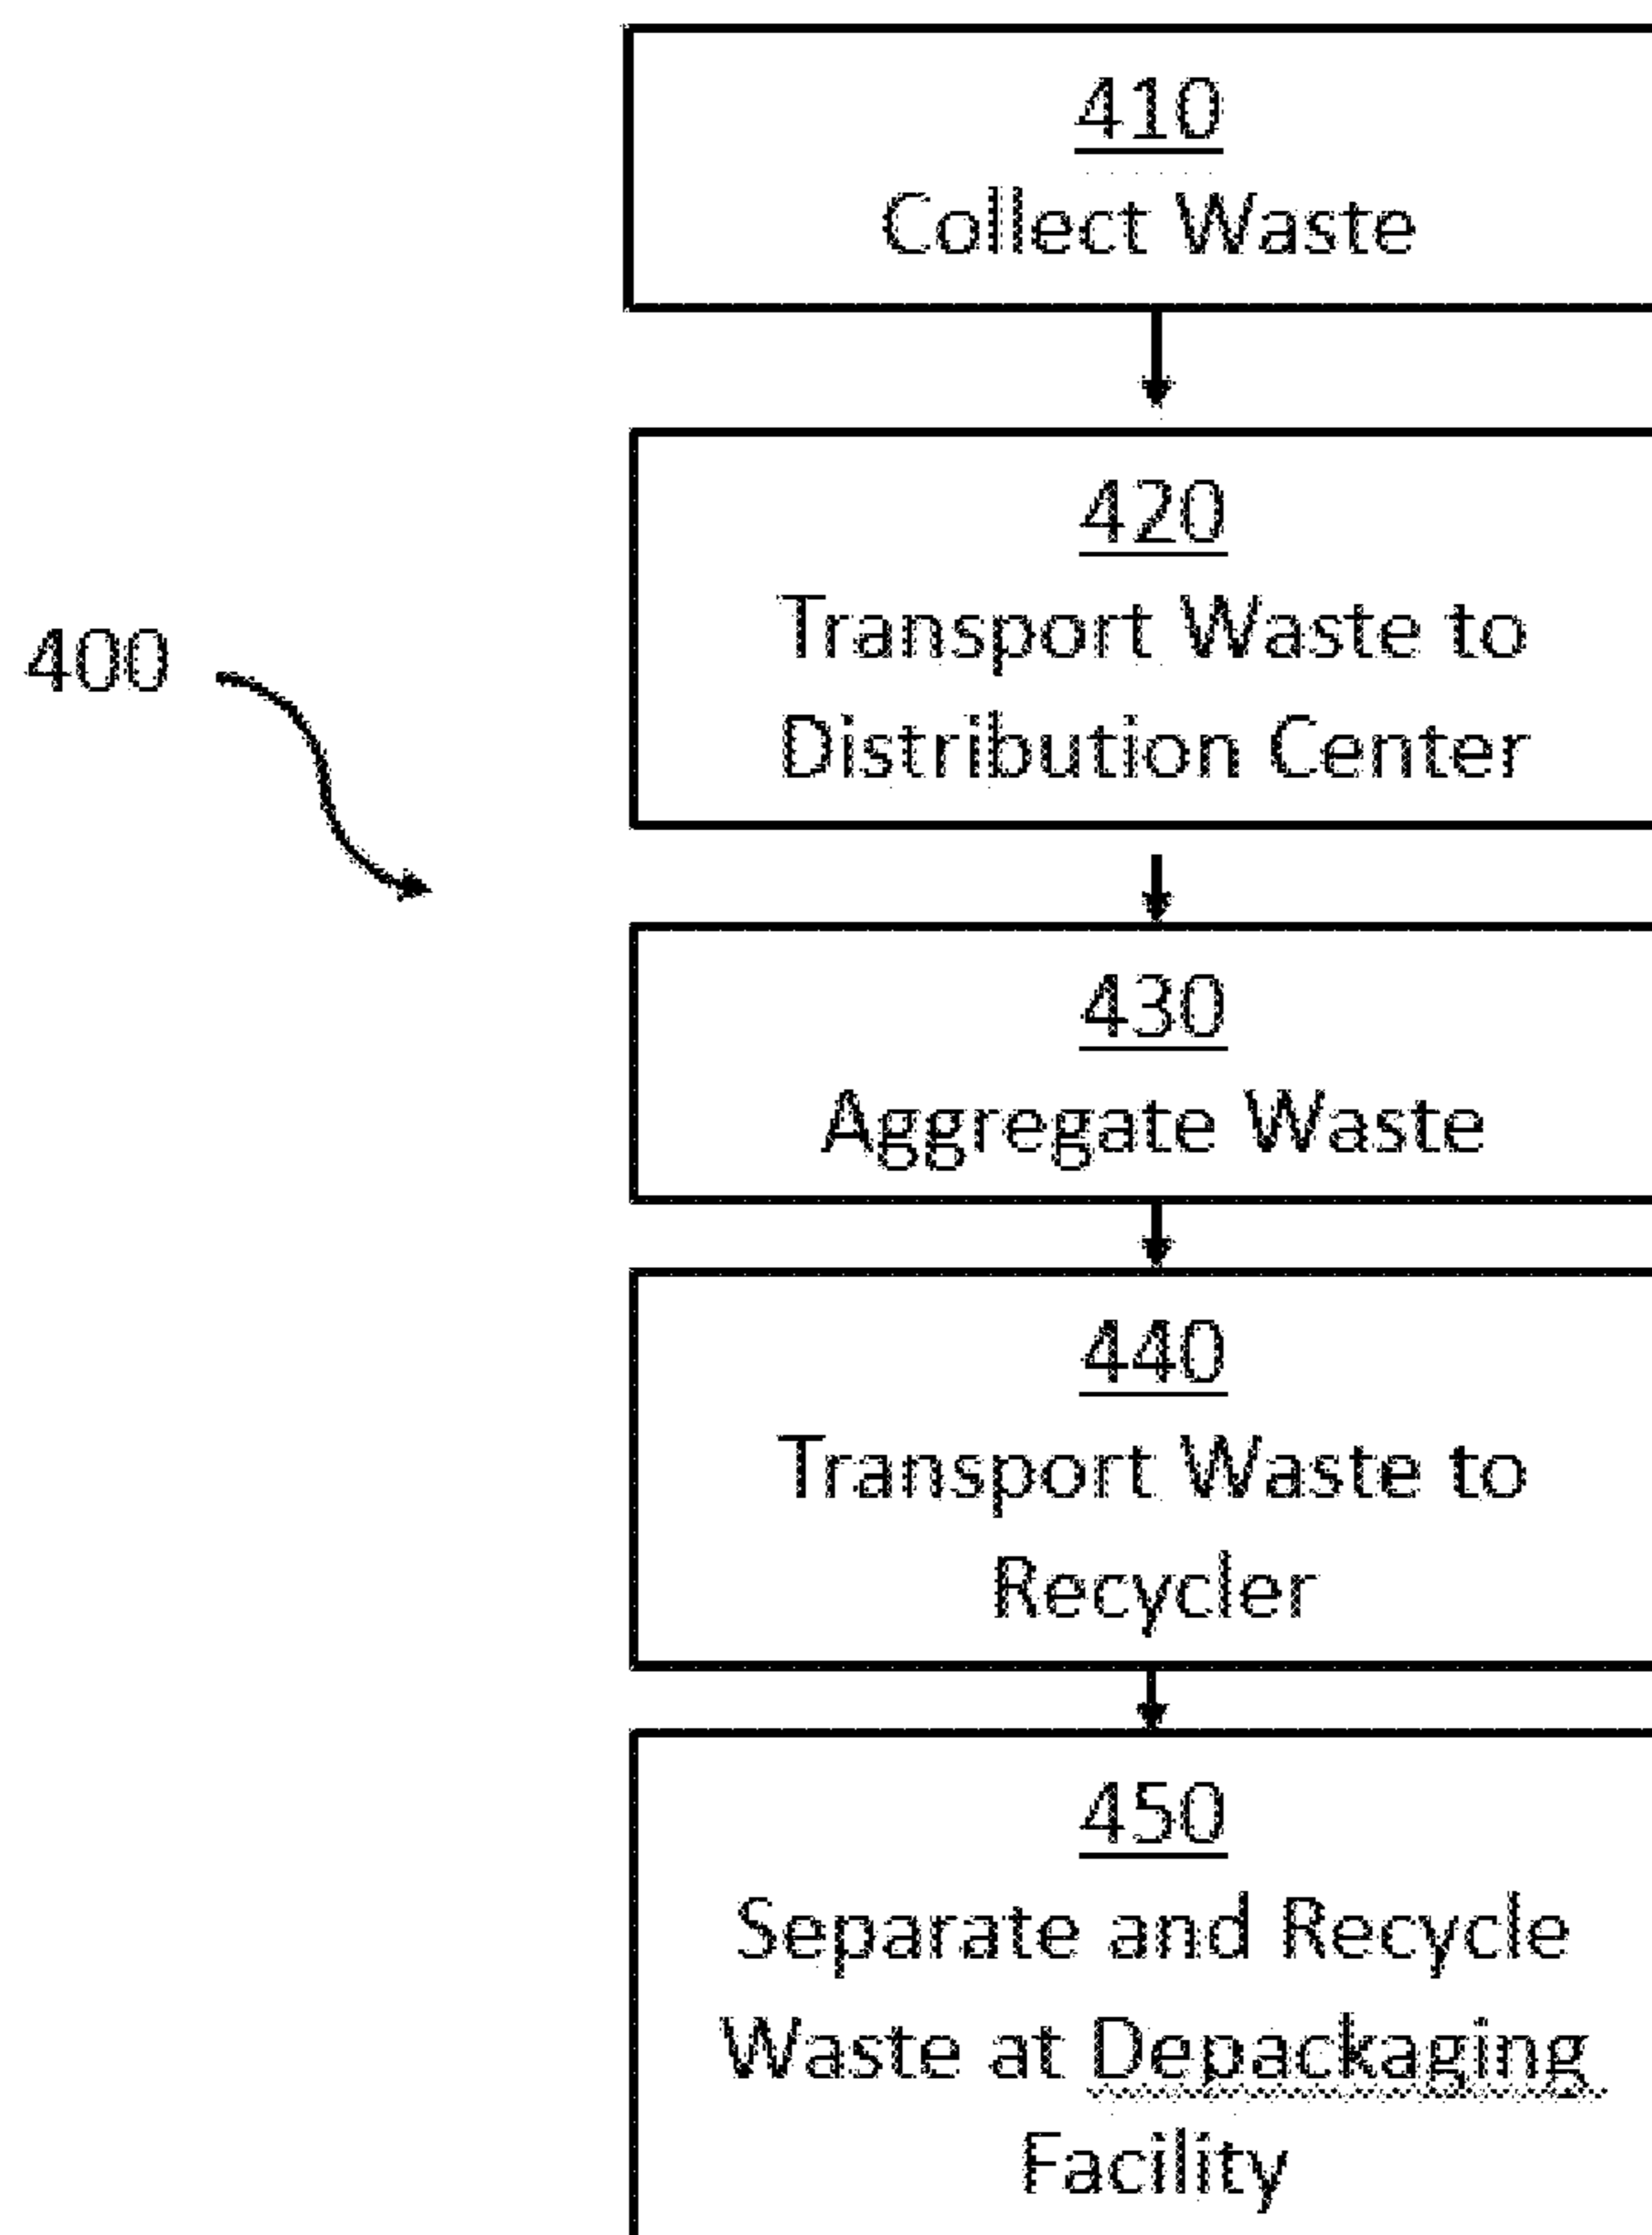 410
Collect Waste
420
Transport Waste to
Distribution Center
400
430
Aggregate Waste
440
Transport Waste to
Recycler
450
Separate and Recycle
Waste at Depackaging
Facility